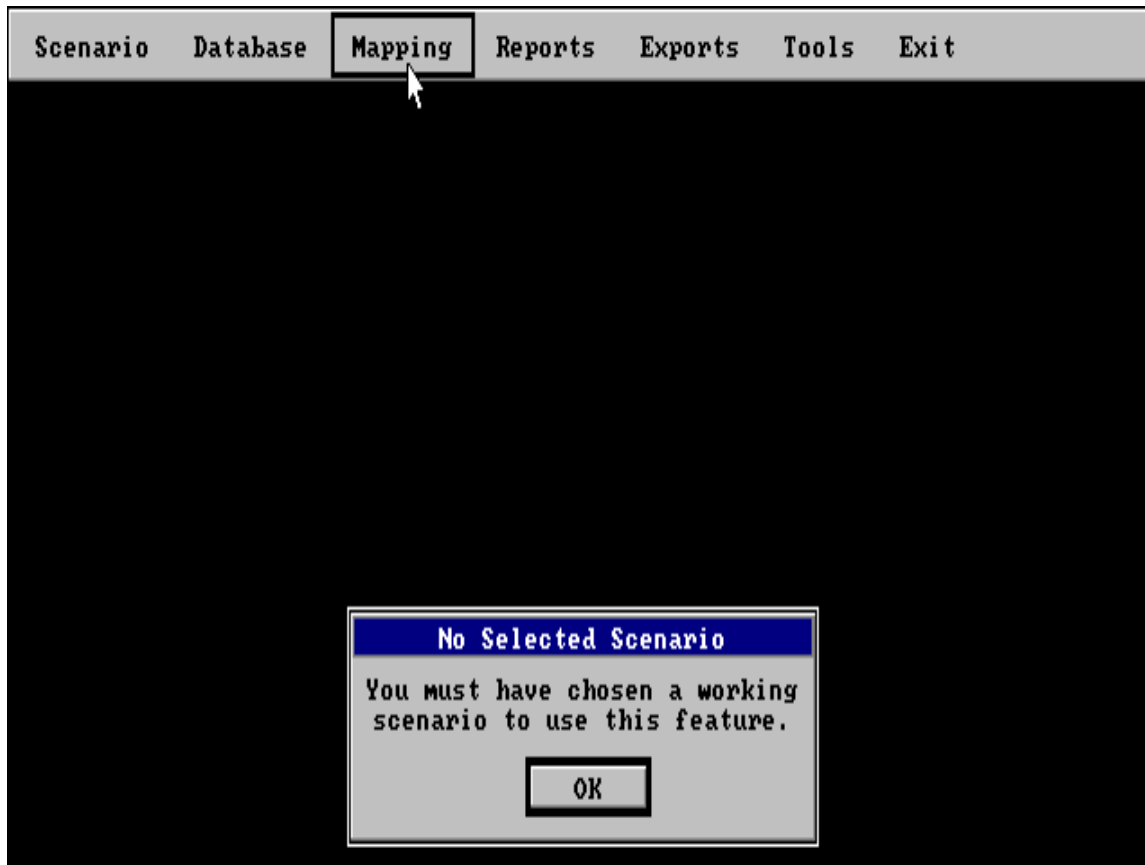 Scenario Database Mapping Reports Exports Tools Exit
No Selected Scenario
You must have chosen a working
scenario to use this feature.
OK